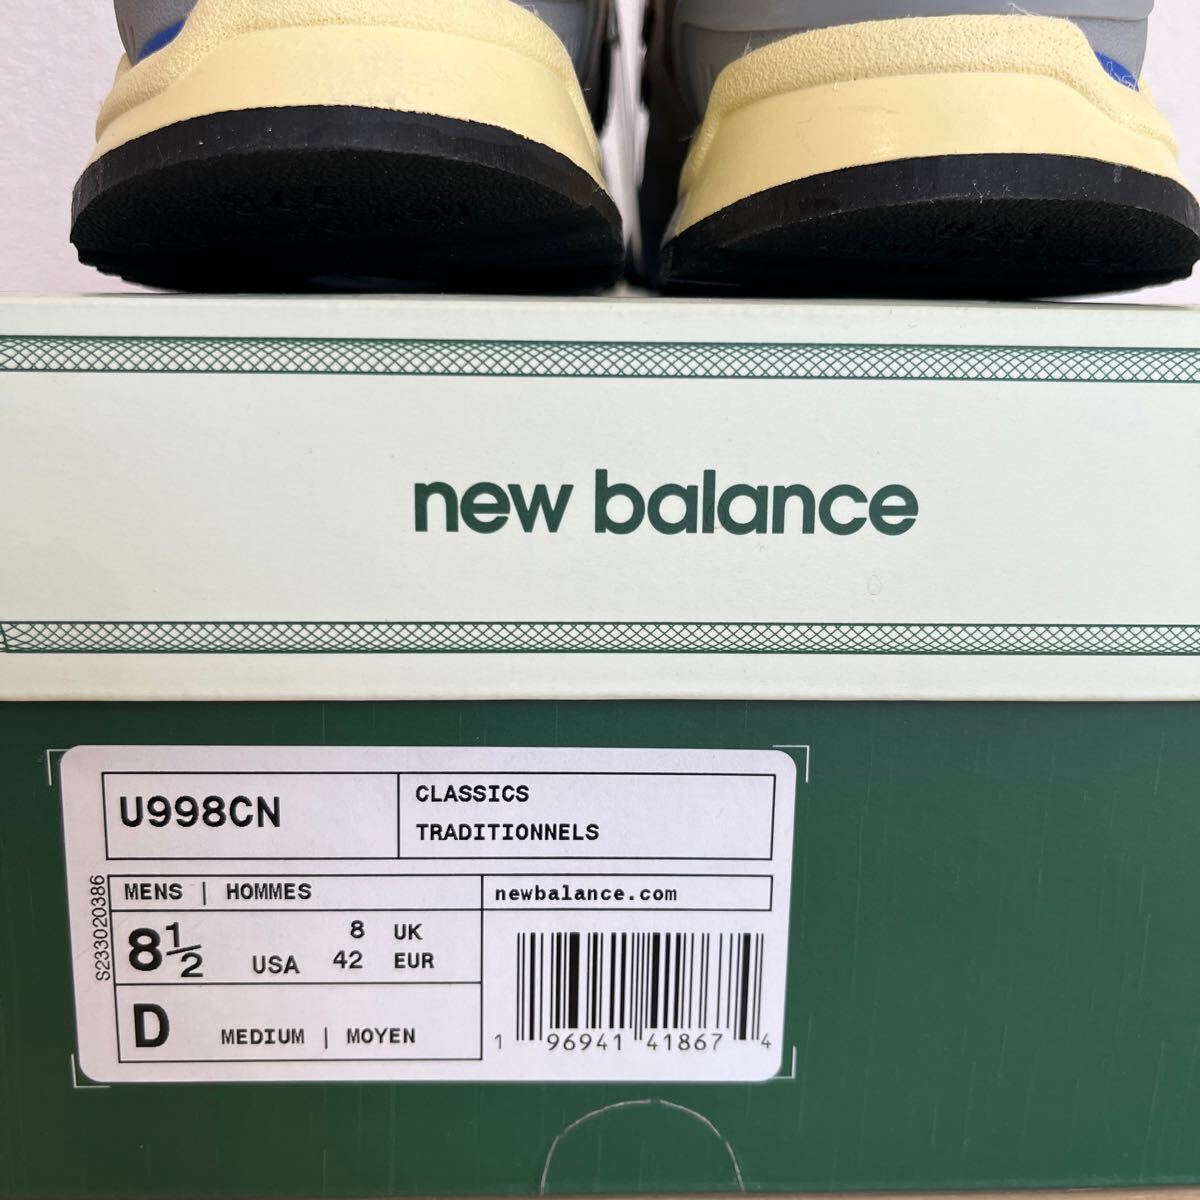 new balance
U998CN
CLASSICS
TRADITIONNELS
MENS | HOMMES
newbalance.com
S233020386
8½ USA
8 UK
42 EUR
D MEDIUM | MOYEN
1 96941 41867 4